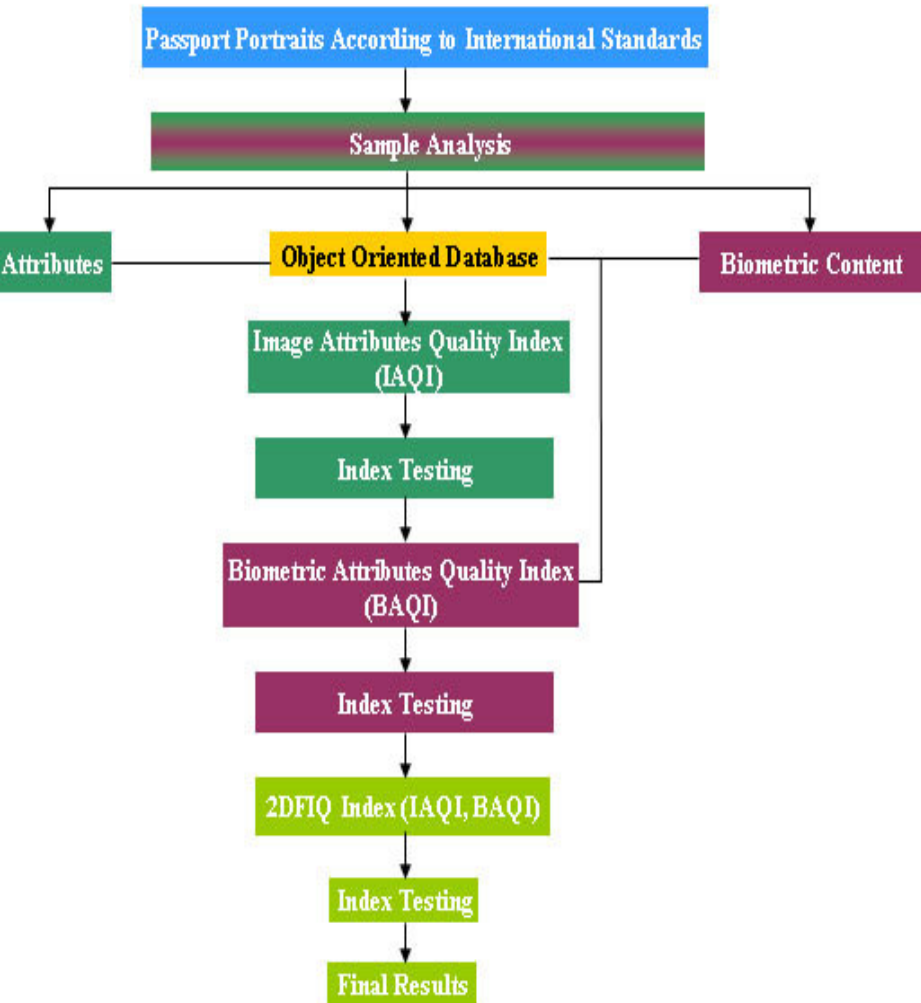 Passport Portraits According to International Standards
Sample Analysis
Attributes
Object Oriented Database
Biometric Content
Image Attributes Quality Index
(IAQI)
Index Testing
Biometric Attributes Quality Index
(BAQI)
Index Testing
2DFIQ Index (IAQI, BAQI)
Index Testing
Final Results